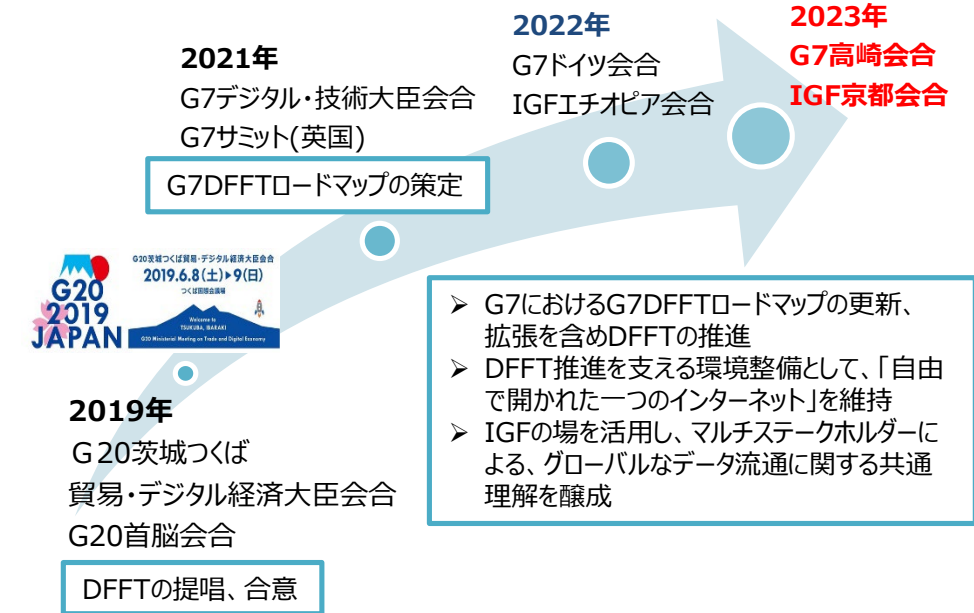 2023年
G7高崎会合
IGF京都会合
2022年
G7ドイツ会合
IGFエチオピア会合
2021年
G7デジタル・技術大臣会合
G7サミット(英国)
G7DFFTロードマップの策定
G20
2019
JAPAN
G20茨城つくば貿易・デジタル経済大臣会合
2019.6.8(土)▶9(日)
つくば国際会議場
Welcome to
TSUKUBA, IBARAKI
G20 Ministerial Meeting on Trade and Digital Economy
2019年
Ｇ20茨城つくば
貿易・デジタル経済大臣会合
G20首脳会合
DFFTの提唱、合意
➢ G7におけるG7DFFTロードマップの更新、
拡張を含めDFFTの推進
➢ DFFT推進を支える環境整備として、「自由
で開かれた一つのインターネット」を維持
➢ IGFの場を活用し、マルチステークホルダーに
よる、グローバルなデータ流通に関する共通
理解を醸成